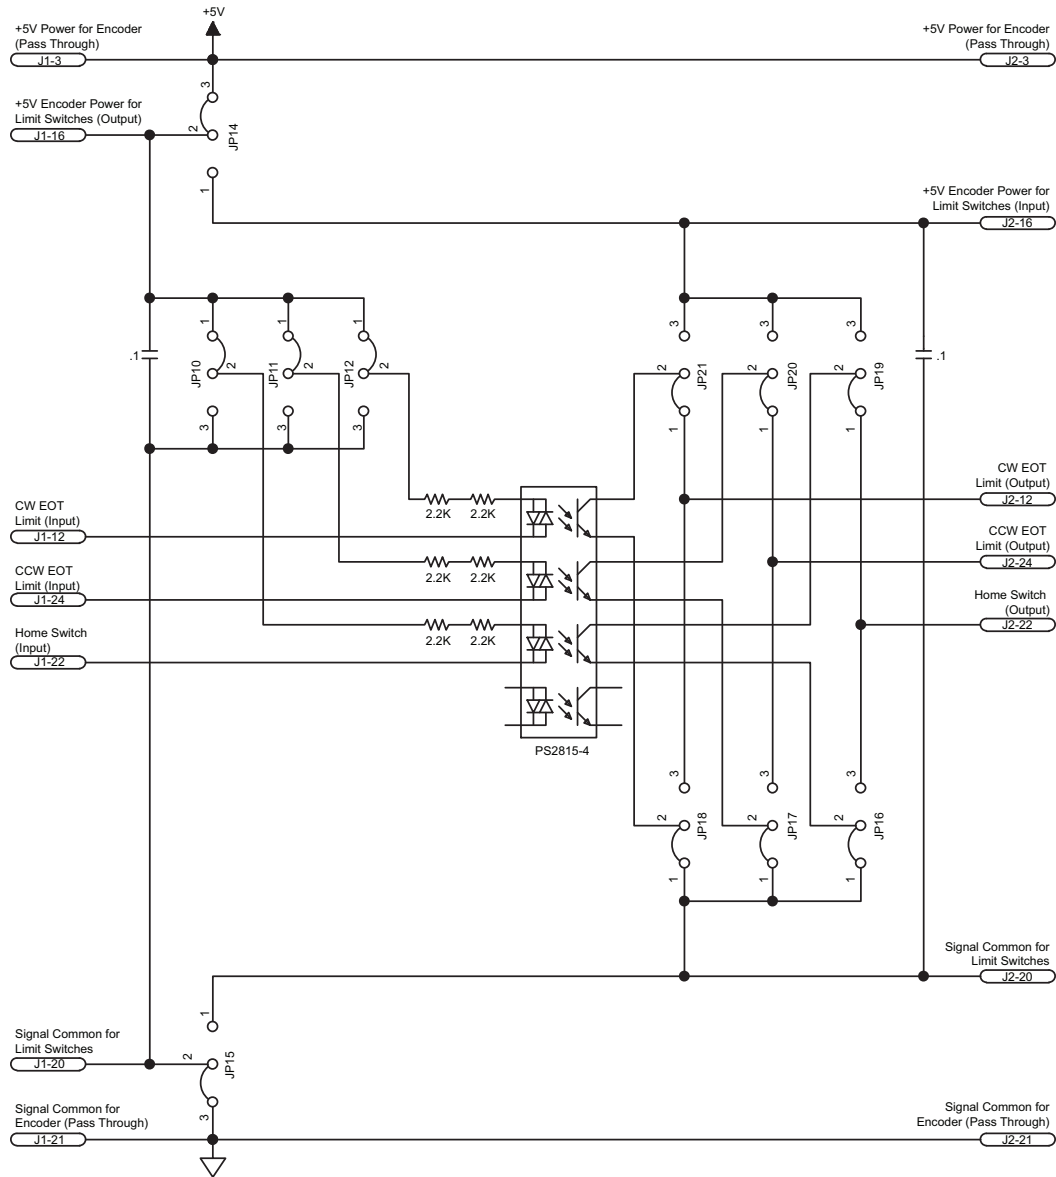 +5V
+5V Power for Encoder
(Pass Through)
J1-3
+5V Power for Encoder
(Pass Through)
J2-3
3
2
1
JP14
+5V Encoder Power for
Limit Switches (Output)
J1-16
+5V Encoder Power for
Limit Switches (Input)
J2-16
.1
1
2
3
JP10
1
2
3
JP11
1
2
3
JP12
3
2
1
JP21
3
2
1
JP20
3
2
1
JP19
.1
CW EOT
Limit (Input)
J1-12
2.2K
2.2K
CW EOT
Limit (Output)
J2-12
CCW EOT
Limit (Input)
J1-24
2.2K
2.2K
CCW EOT
Limit (Output)
J2-24
Home Switch
(Input)
J1-22
2.2K
2.2K
Home Switch
(Output)
J2-22
PS2815-4
3
2
1
JP18
3
2
1
JP17
3
2
1
JP16
Signal Common for
Limit Switches
J2-20
1
2
3
JP15
Signal Common for
Limit Switches
J1-20
Signal Common for
Encoder (Pass Through)
J1-21
Signal Common for
Encoder (Pass Through)
J2-21